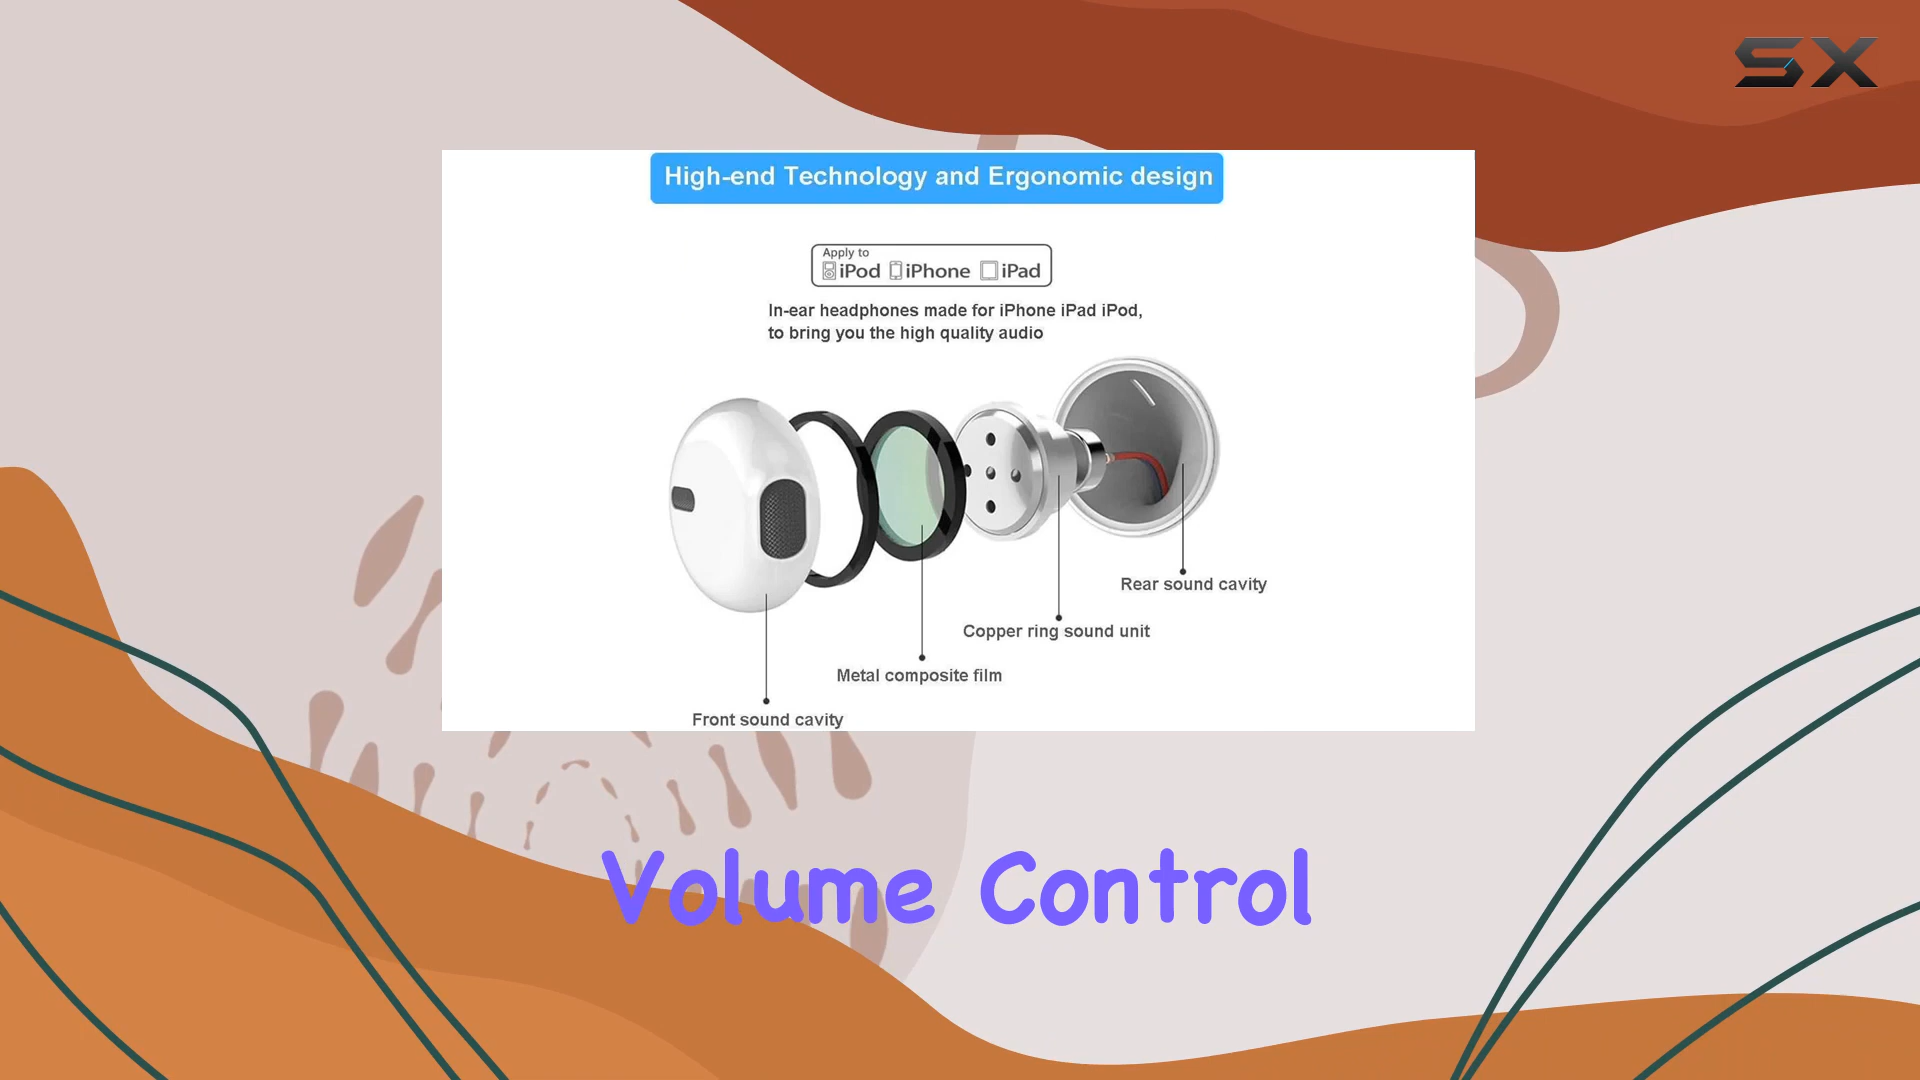 SX
High-end Technology and Ergonomic design
Apply to
iPod iPhone iPad
In-ear headphones made for iPhone iPad iPod,
to bring you the high quality audio
Rear sound cavity
Copper ring sound unit
Metal composite film
Front sound cavity
Volume Control